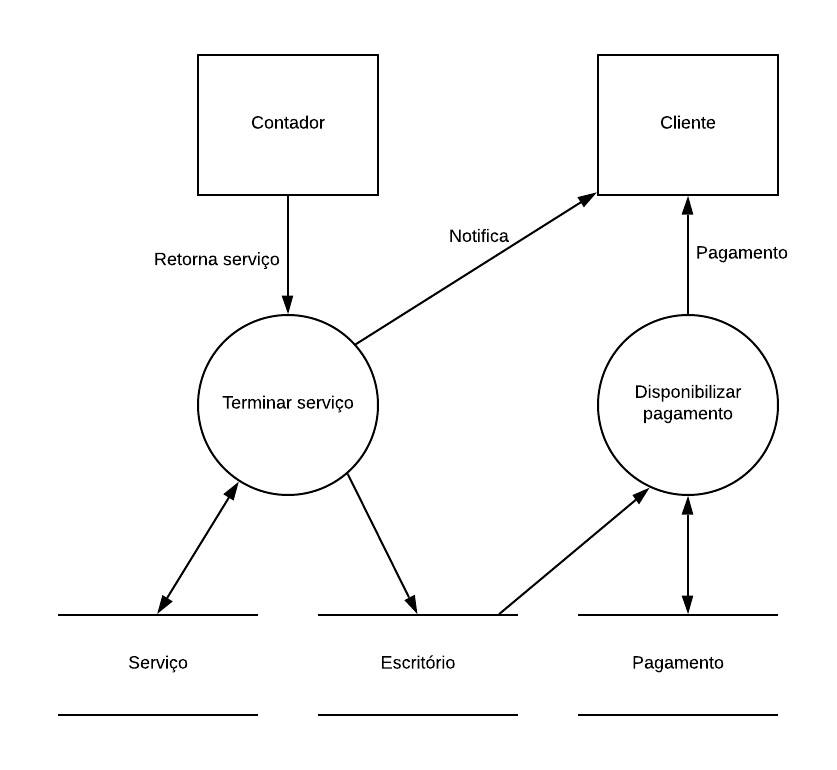 Contador
Cliente
Notifica
Pagamento
Retorna serviço
Terminar serviço
Disponibilizar
pagamento
Serviço
Escritório
Pagamento